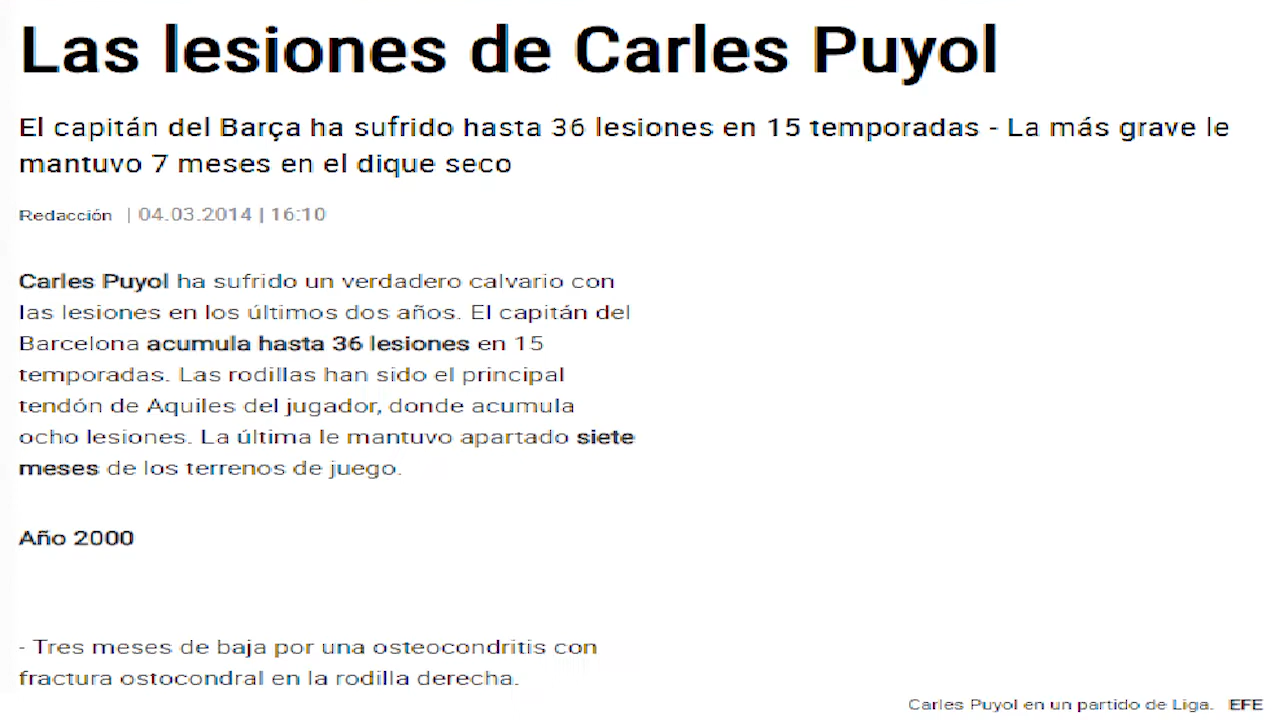 Las lesiones de Carles Puyol
El capitán del Barça ha sufrido hasta 36 lesiones en 15 temporadas - La más grave le
mantuvo 7 meses en el dique seco
Redacción | 04.03.2014 | 16:10
Carles Puyol ha sufrido un verdadero calvario con
las lesiones en los últimos dos años. El capitán del
Barcelona acumula hasta 36 lesiones en 15
temporadas. Las rodillas han sido el principal
tendón de Aquiles del jugador, donde acumula
ocho lesiones. La última le mantuvo apartado siete
meses de los terrenos de juego.
Año 2000
- Tres meses de baja por una osteocondritis con
fractura ostocondral en la rodilla derecha.
Carles Puyol en un partido de Liga. EFE